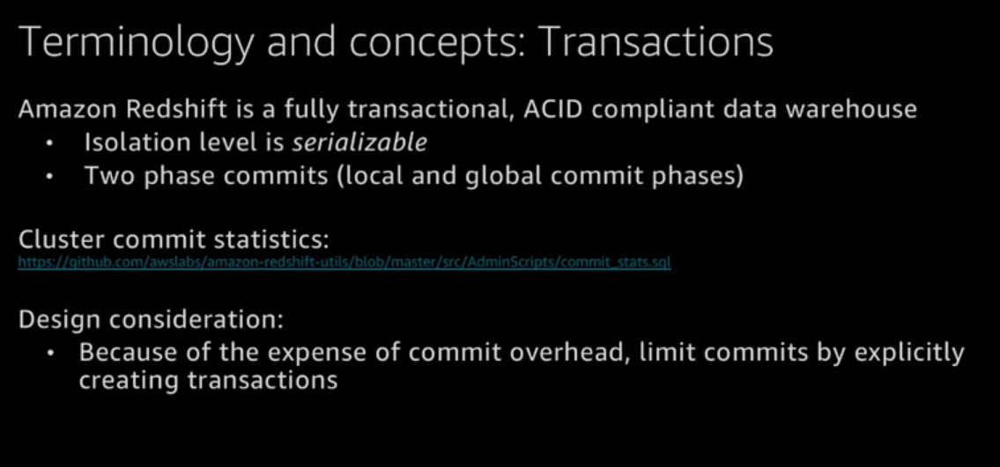 Terminology and concepts: Transactions
Amazon Redshift is a fully transactional, ACID compliant data warehouse
• Isolation level is serializable
• Two phase commits (local and global commit phases)
Cluster commit statistics:
https://github.com/awslabs/amazon-redshift-utils/blob/master/src/AdminScripts/commit_stats.sql
Design consideration:
• Because of the expense of commit overhead, limit commits by explicitly
creating transactions